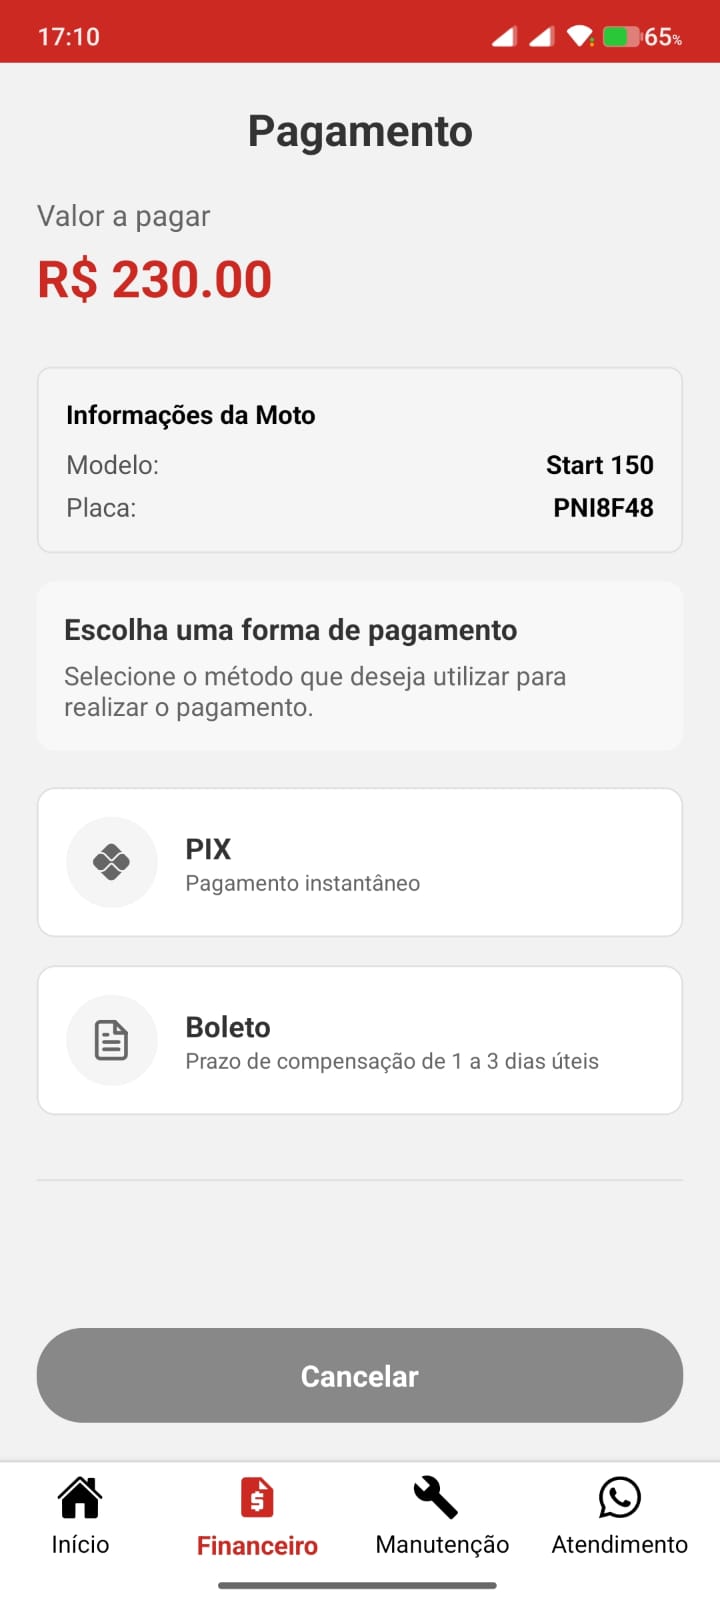 17:10
65%
Pagamento
Valor a pagar
R$ 230.00
Informações da Moto
Modelo: Start 150
Placa: PNI8F48
Escolha uma forma de pagamento
Selecione o método que deseja utilizar para
realizar o pagamento.
PIX
Pagamento instantâneo
Boleto
Prazo de compensação de 1 a 3 dias úteis
Cancelar
Início
Financeiro
Manutenção
Atendimento